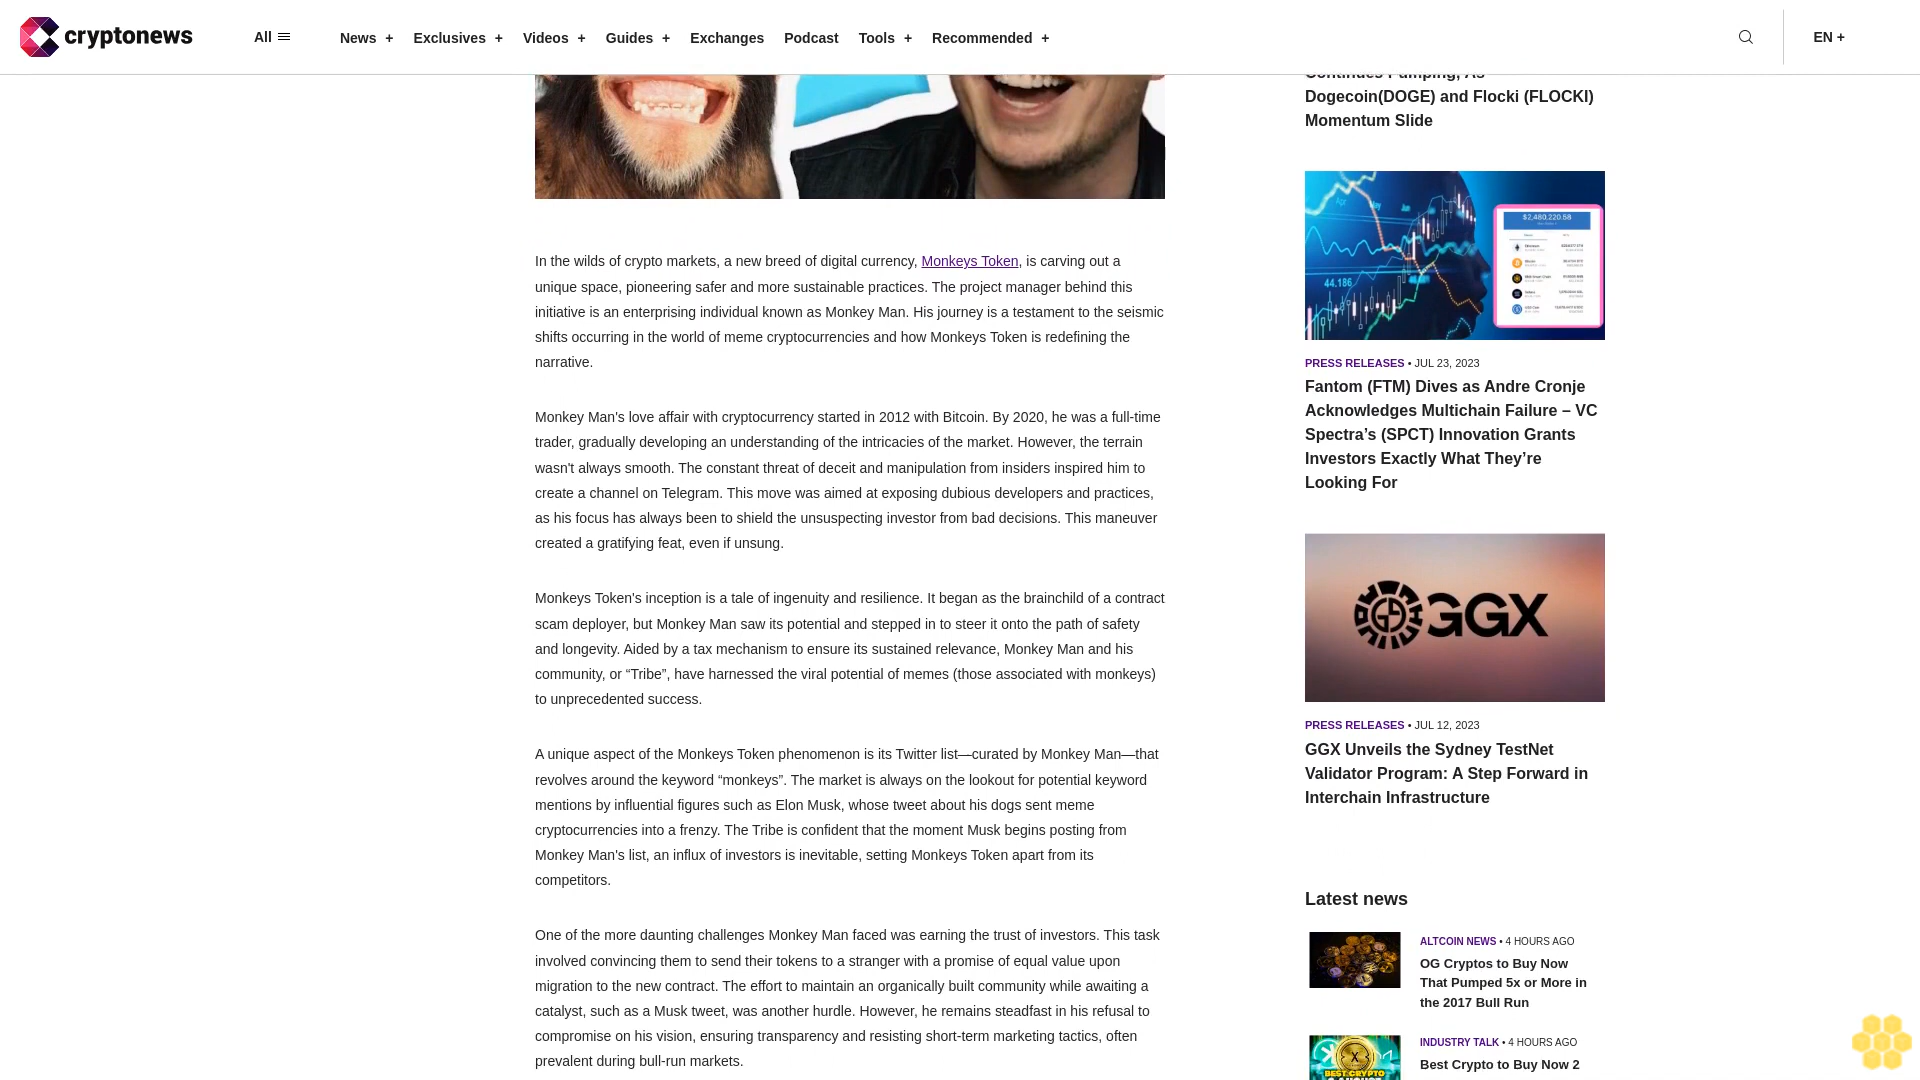 cryptonews
All
News +
Exclusives +
Videos +
Guides +
Exchanges
Podcast
Tools +
Recommended +
EN +
In the wilds of crypto markets, a new breed of digital currency, Monkeys Token, is carving out a
unique space, pioneering safer and more sustainable practices. The project manager behind this
initiative is an enterprising individual known as Monkey Man. His journey is a testament to the seismic
shifts occurring in the world of meme cryptocurrencies and how Monkeys Token is redefining the
narrative.
Monkey Man's love affair with cryptocurrency started in 2012 with Bitcoin. By 2020, he was a full-time
trader, gradually developing an understanding of the intricacies of the market. However, the terrain
wasn't always smooth. The constant threat of deceit and manipulation from insiders inspired him to
create a channel on Telegram. This move was aimed at exposing dubious developers and practices,
as his focus has always been to shield the unsuspecting investor from bad decisions. This maneuver
created a gratifying feat, even if unsung.
Monkeys Token's inception is a tale of ingenuity and resilience. It began as the brainchild of a contract
scam deployer, but Monkey Man saw its potential and stepped in to steer it onto the path of safety
and longevity. Aided by a tax mechanism to ensure its sustained relevance, Monkey Man and his
community, or “Tribe”, have harnessed the viral potential of memes (those associated with monkeys)
to unprecedented success.
A unique aspect of the Monkeys Token phenomenon is its Twitter list—curated by Monkey Man—that
revolves around the keyword “monkeys”. The market is always on the lookout for potential keyword
mentions by influential figures such as Elon Musk, whose tweet about his dogs sent meme
cryptocurrencies into a frenzy. The Tribe is confident that the moment Musk begins posting from
Monkey Man's list, an influx of investors is inevitable, setting Monkeys Token apart from its
competitors.
One of the more daunting challenges Monkey Man faced was earning the trust of investors. This task
involved convincing them to send their tokens to a stranger with a promise of equal value upon
migration to the new contract. The effort to maintain an organically built community while awaiting a
catalyst, such as a Musk tweet, was another hurdle. However, he remains steadfast in his refusal to
compromise on his vision, ensuring transparency and resisting short-term marketing tactics, often
prevalent during bull-run markets.
Continues Pumping, As
Dogecoin(DOGE) and Flocki (FLOCKI)
Momentum Slide
Apr May Jun
$2,480,220.58
44.186
PRESS RELEASES • JUL 23, 2023
Fantom (FTM) Dives as Andre Cronje
Acknowledges Multichain Failure – VC
Spectra’s (SPCT) Innovation Grants
Investors Exactly What They’re
Looking For
GGX
PRESS RELEASES • JUL 12, 2023
GGX Unveils the Sydney TestNet
Validator Program: A Step Forward in
Interchain Infrastructure
Latest news
ALTCOIN NEWS • 4 HOURS AGO
OG Cryptos to Buy Now
That Pumped 5x or More in
the 2017 Bull Run
INDUSTRY TALK • 4 HOURS AGO
Best Crypto to Buy Now 2
BEST CRYPTO